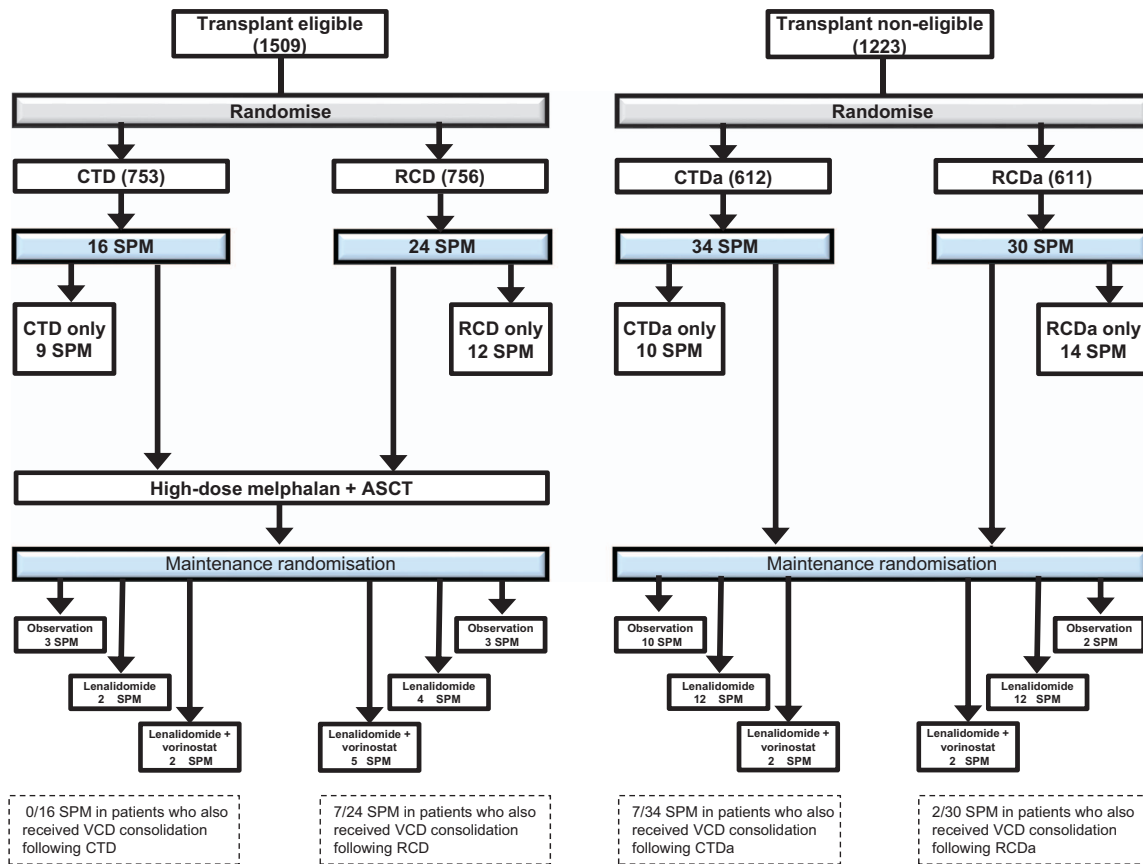 Transplant eligible
(1509)
Transplant non-eligible
(1223)
Randomise
Randomise
CTD (753)
RCD (756)
CTDa (612)
RCDa (611)
16 SPM
24 SPM
34 SPM
30 SPM
CTD only
9 SPM
RCD only
12 SPM
CTDa only
10 SPM
RCDa only
14 SPM
High-dose melphalan + ASCT
Maintenance randomisation
Maintenance randomisation
Observation
3 SPM
Observation
3 SPM
Observation
10 SPM
Observation
2 SPM
Lenalidomide
2 SPM
Lenalidomide
4 SPM
Lenalidomide
12 SPM
Lenalidomide
12 SPM
Lenalidomide +
vorinostat
2 SPM
Lenalidomide +
vorinostat
5 SPM
Lenalidomide +
vorinostat
2 SPM
Lenalidomide +
vorinostat
2 SPM
0/16 SPM in patients who also
received VCD consolidation
following CTD
7/24 SPM in patients who also
received VCD consolidation
following RCD
7/34 SPM in patients who also
received VCD consolidation
following CTDa
2/30 SPM in patients who also
received VCD consolidation
following RCDa